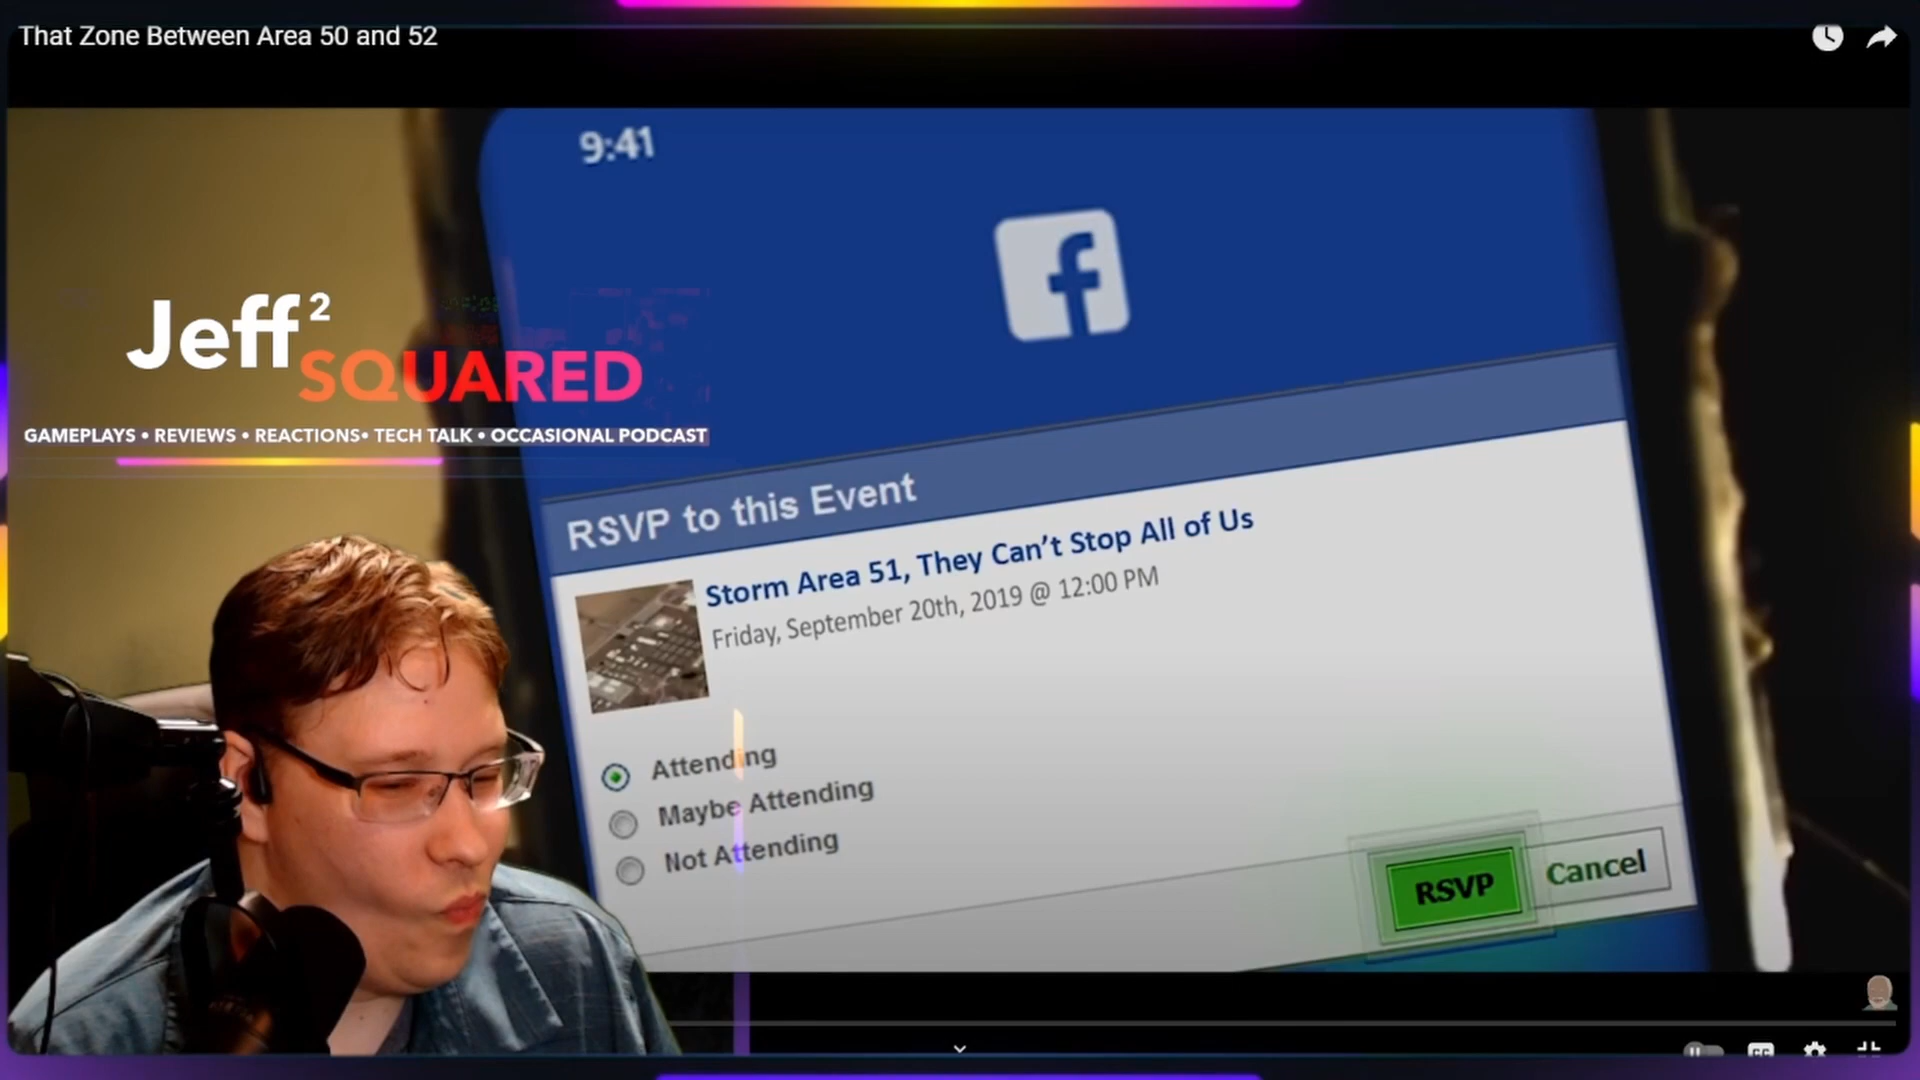 That Zone Between Area 50 and 52
9:41
f
Jeff²
SQUARED
GAMEPLAYS • REVIEWS • REACTIONS• TECH TALK • OCCASIONAL PODCAST
RSVP to this Event
Storm Area 51, They Can't Stop All of Us
Friday, September 20th, 2019 @ 12:00 PM
Attending
Maybe Attending
Not Attending
RSVP
Cancel
CC